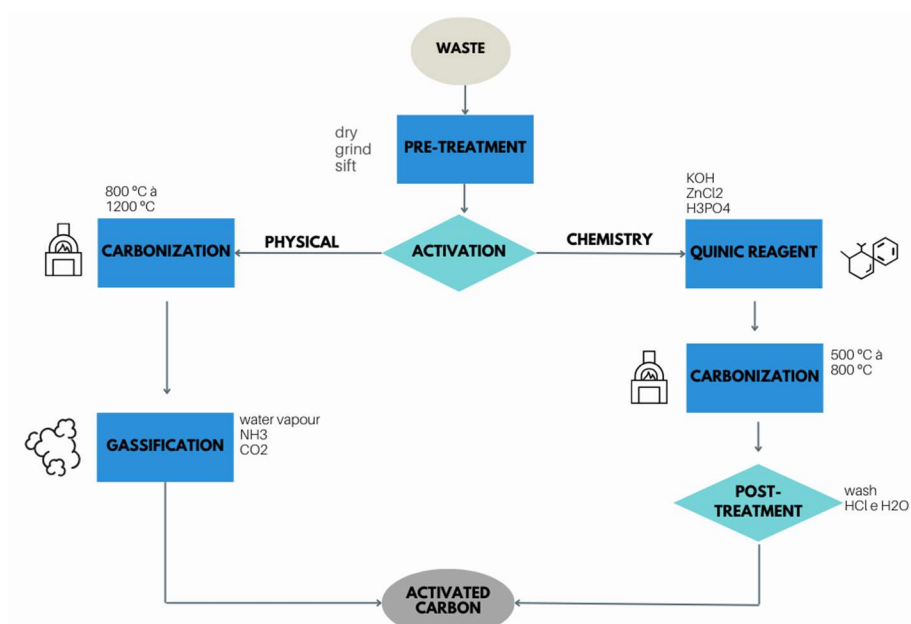 WASTE
dry
grind
sift
PRE-TREATMENT
800 ºC à
1200 ºC
CARBONIZATION
PHYSICAL
ACTIVATION
CHEMISTRY
KOH
ZnCl2
H3PO4
QUINIC REAGENT
CARBONIZATION
500 ºC à
800 ºC
GASSIFICATION
water vapour
NH3
CO2
POST-
TREATMENT
wash
HCl e H2O
ACTIVATED
CARBON